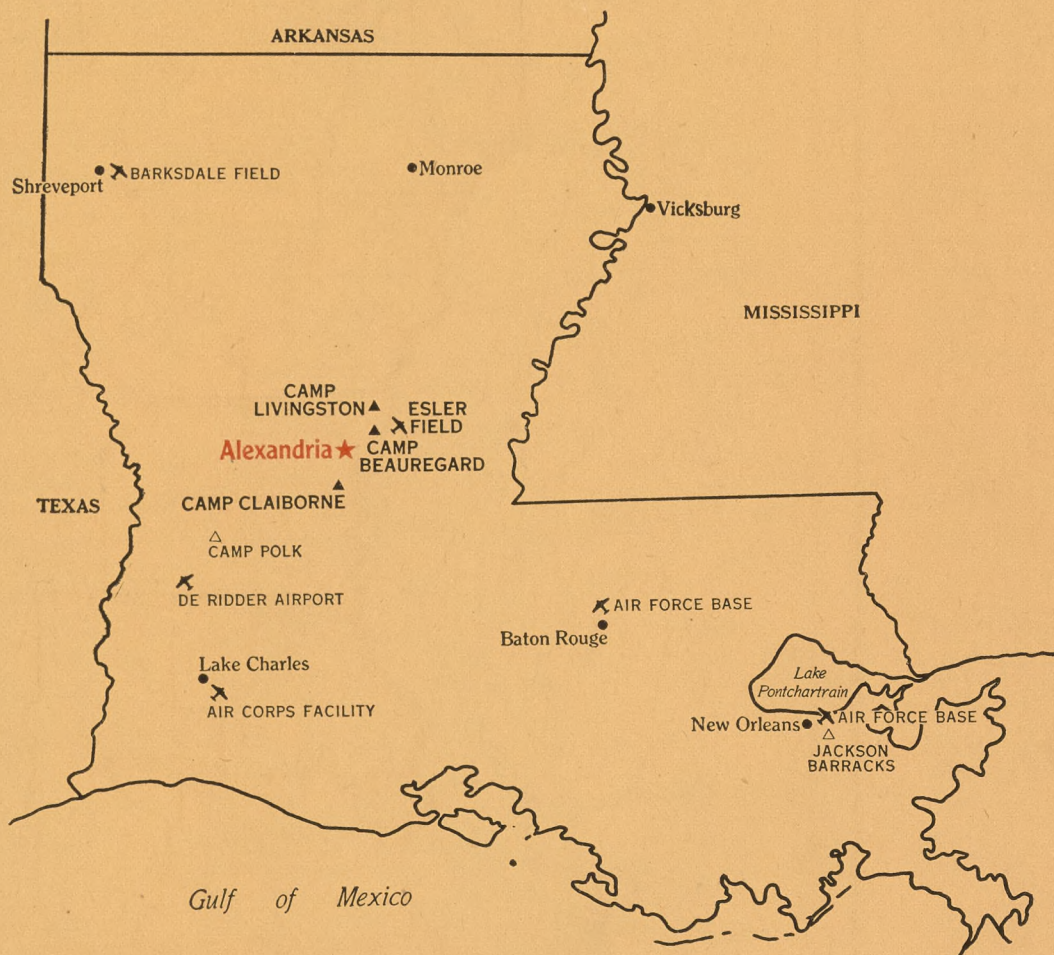 ARKANSAS
Shreveport
BARKSDALE FIELD
Monroe
Vicksburg
MISSISSIPPI
CAMP
LIVINGSTON
ESLER
FIELD
Alexandria
CAMP
BEAUREGARD
TEXAS
CAMP CLAIBORNE
CAMP POLK
DE RIDDER AIRPORT
AIR FORCE BASE
Baton Rouge
Lake Charles
AIR CORPS FACILITY
Lake
Pontchartrain
New Orleans
AIR FORCE BASE
JACKSON
BARRACKS
Gulf of Mexico